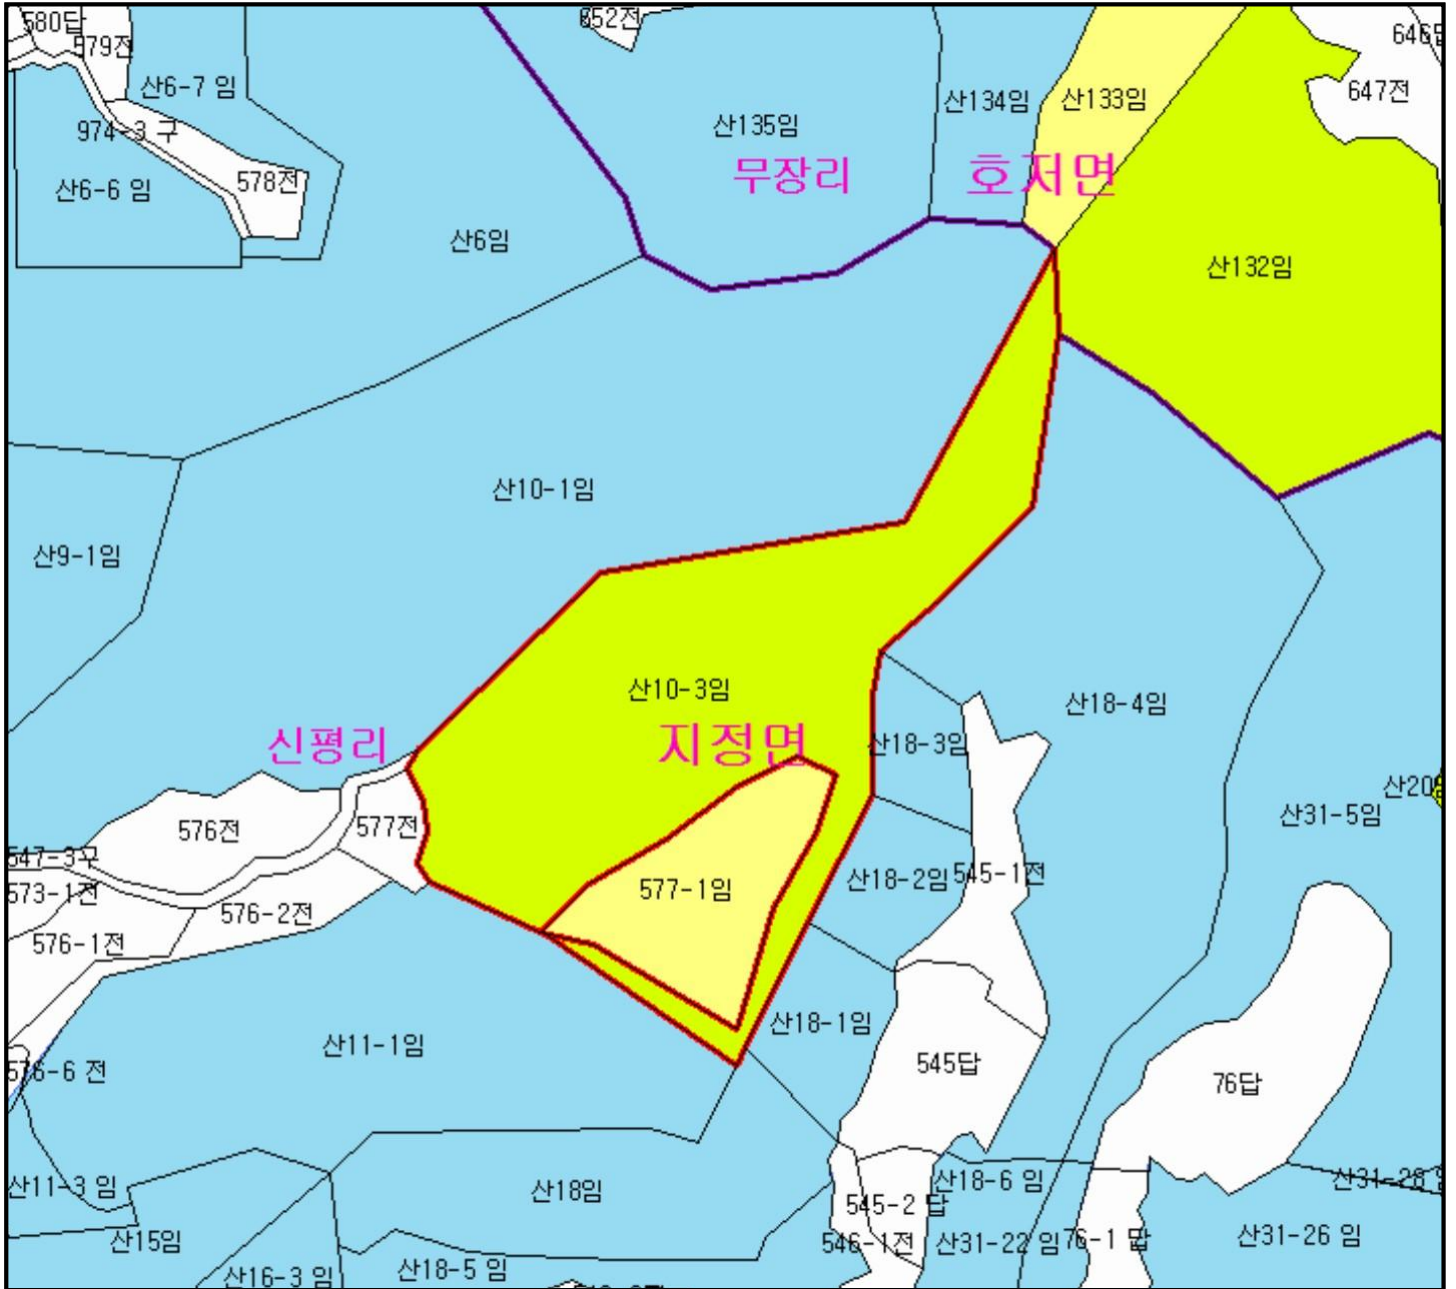 580답
652전
646답
579전
산6-7 임
647전
산134임
산133임
산135임
974-3 구
무장리
호저면
578전
산6-6 임
산6임
산132임
산10-1임
산9-1임
산10-3임
산18-4임
신평리
지정면
산18-3임
산20
산31-5임
576전
577전
547-3구
573-1전
577-1임
산18-2임
545-1전
576-2전
576-1전
산18-1임
산11-1임
576-6 전
545답
76답
산11-3 임
산18임
산18-6 임
산31-28
545-2 답
산15임
546-1전
산31-22 임
76-1 답
산31-26 임
산16-3 임
산18-5 임